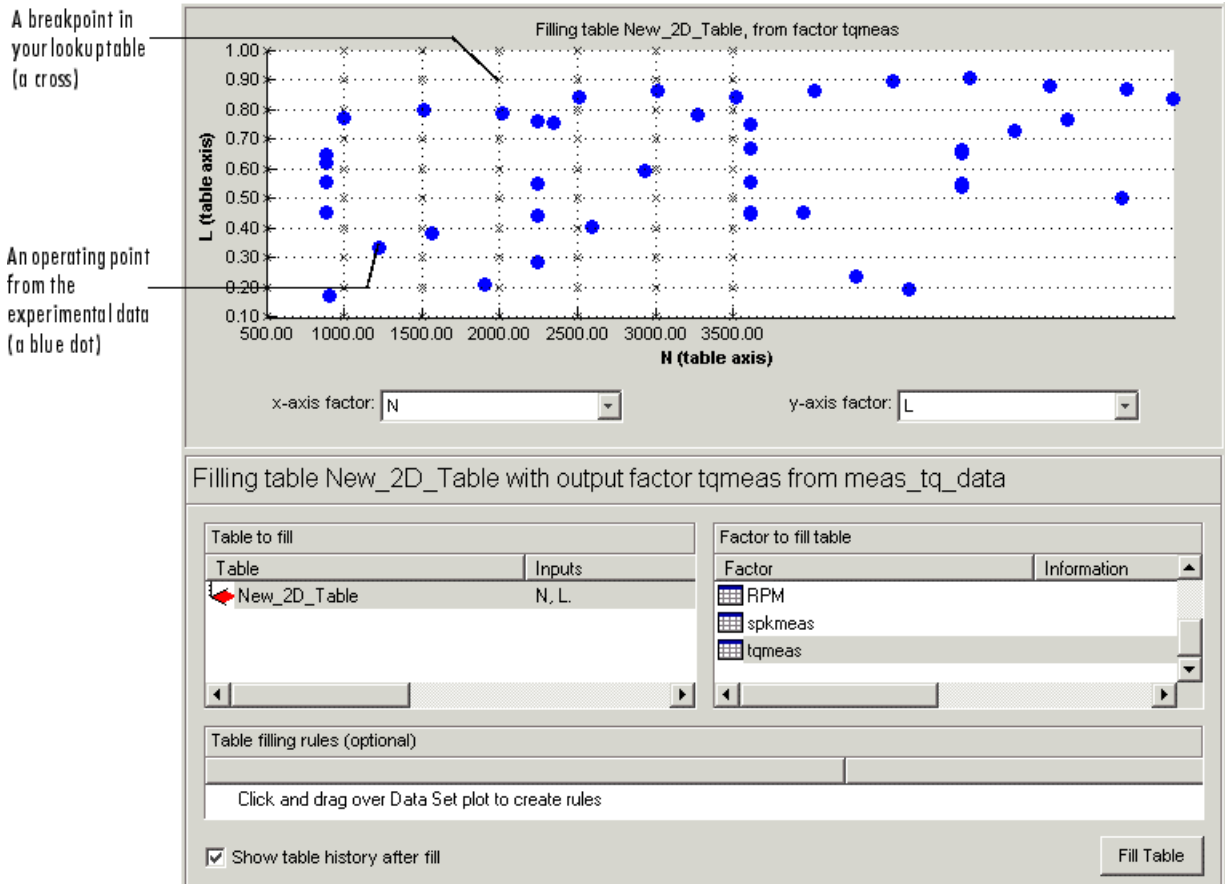 A breakpoint in
your lookup table
(a cross)
Filling table New_2D_Table, from factor tqmeas
L (table axis)
1.00
0.90
0.80
0.70
0.60
0.50
0.40
0.30
0.20
0.10
An operating point
from the
experimental data
(a blue dot)
500.00 1000.00 1500.00 2000.00 2500.00 3000.00 3500.00
N (table axis)
x-axis factor: N
y-axis factor: L
Filling table New_2D_Table with output factor tqmeas from meas_tq_data
Table to fill
Table Inputs
New_2D_Table N, L.
Factor to fill table
Factor Information
RPM
spkmeas
tqmeas
Table filling rules (optional)
Click and drag over Data Set plot to create rules
Show table history after fill
Fill Table